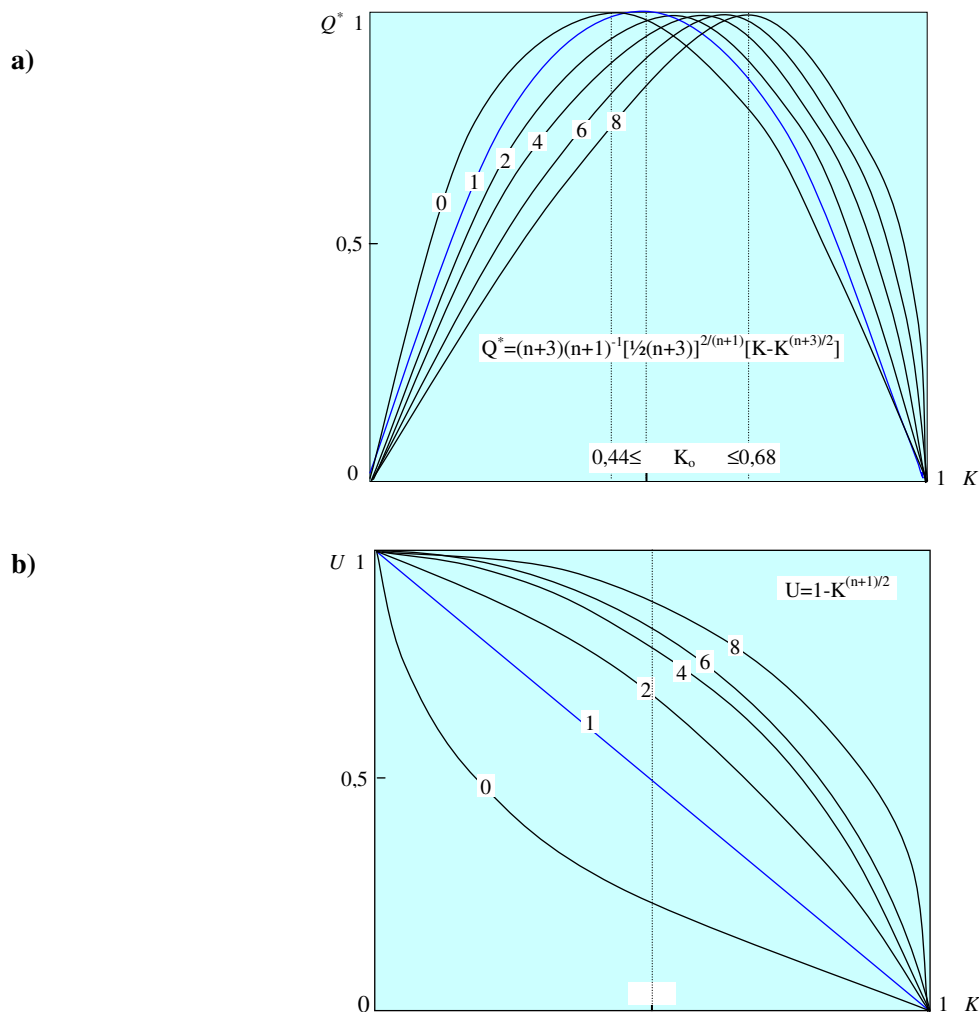 a)
Q* 1
0
1
2
4
6
8
0,5
Q*=(n+3)(n+1)⁻¹[½(n+3)]²/⁽ⁿ⁺¹⁾[K-K⁽ⁿ⁺³⁾/²]
0,44≤ Kₒ ≤0,68
0
1 K
b)
U 1
U=1-K⁽ⁿ⁺¹⁾/²
8
6
4
2
1
0,5
0
0
1 K